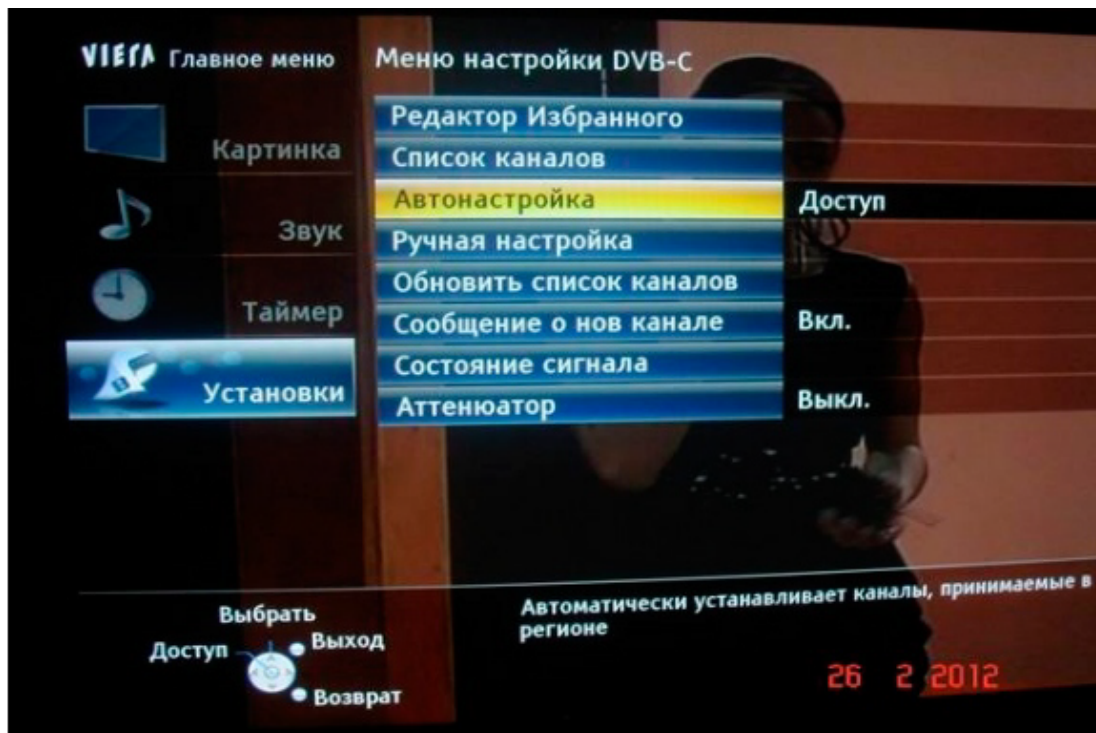 VIErA Главное меню
Меню настройки DVB-C
Картинка
Звук
Таймер
Установки
Редактор Избранного
Список каналов
Автонастройка Доступ
Ручная настройка
Обновить список каналов
Сообщение о нов канале Вкл.
Состояние сигнала
Аттенюатор Выкл.
Выбрать
Доступ
Выход
Возврат
Автоматически устанавливает каналы, принимаемые в
регионе
26 2 2012